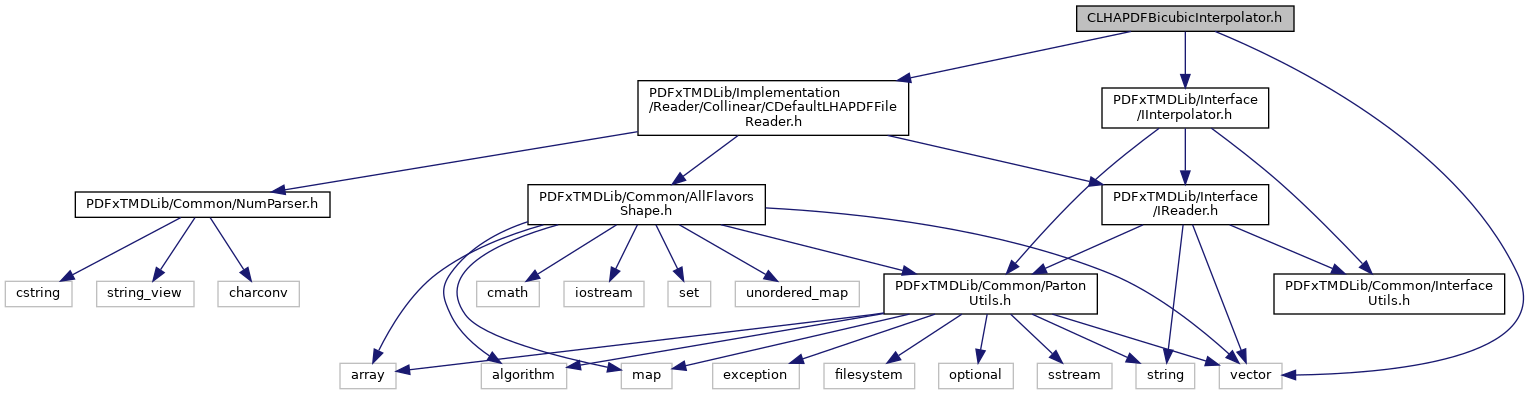 CLHAPDFBicubicInterpolator.h
PDFxTMDLib/Implementation
/Reader/Collinear/CDefaultLHAPDFFile
Reader.h
PDFxTMDLib/Interface
/IInterpolator.h
PDFxTMDLib/Common/NumParser.h
PDFxTMDLib/Common/AllFlavors
Shape.h
PDFxTMDLib/Interface
/IReader.h
cstring
string_view
charconv
cmath
iostream
set
unordered_map
PDFxTMDLib/Common/Parton
Utils.h
PDFxTMDLib/Common/Interface
Utils.h
array
algorithm
map
exception
filesystem
optional
sstream
string
vector